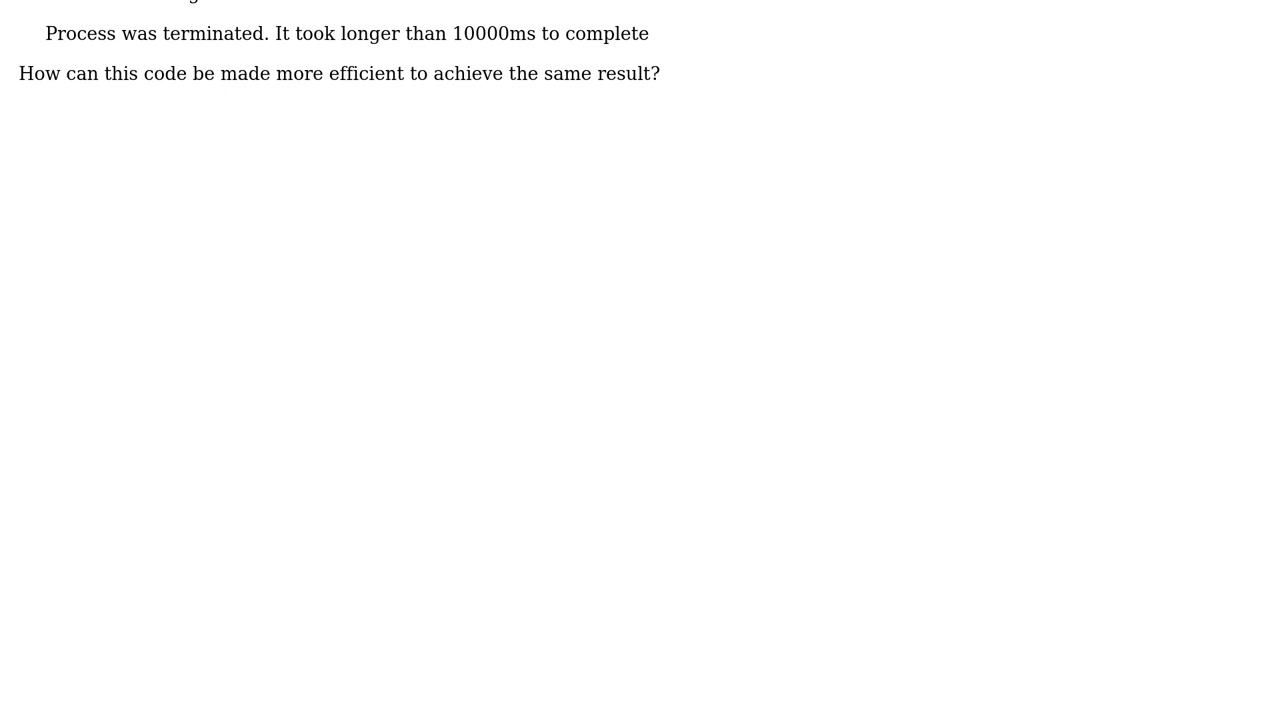 Process was terminated. It took longer than 10000ms to complete
How can this code be made more efficient to achieve the same result?